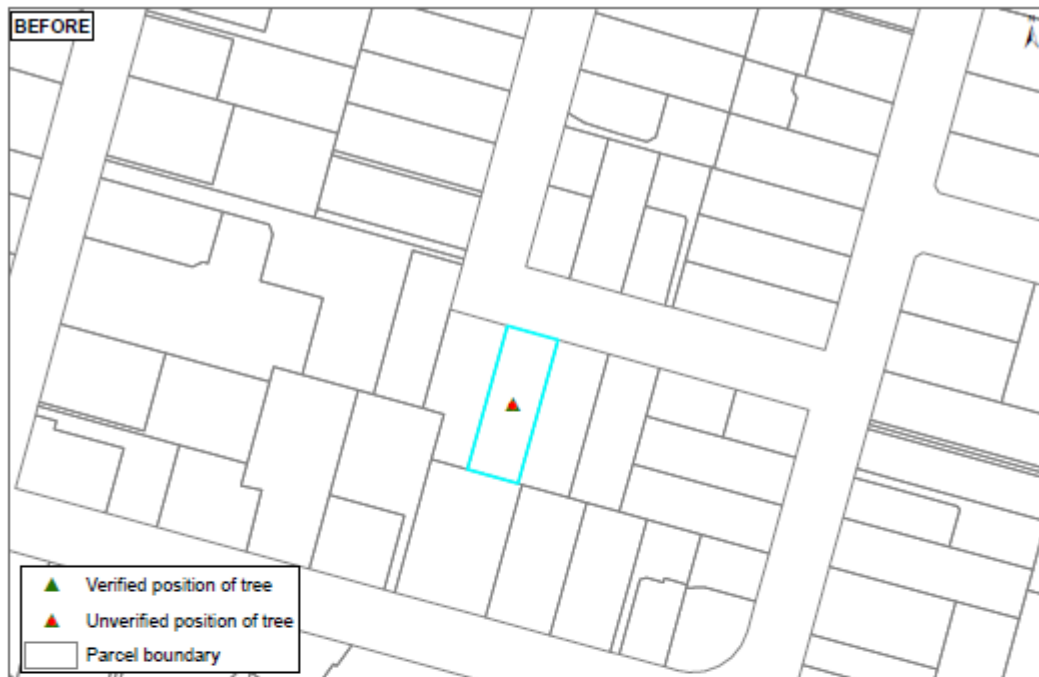 BEFORE
N
Verified position of tree
Unverified position of tree
Parcel boundary